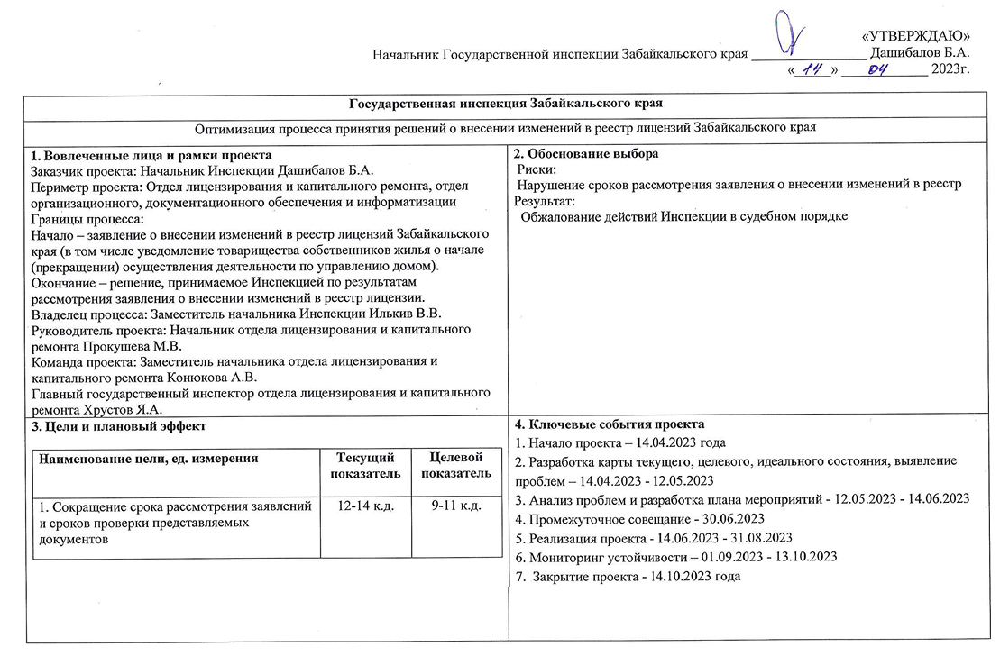 «УТВЕРЖДАЮ»
Начальник Государственной инспекции Забайкальского края ________________ Дашибалов Б.А.
« 14 » 04 2023г.
Государственная инспекция Забайкальского края
Оптимизация процесса принятия решений о внесении изменений в реестр лицензий Забайкальского края
1. Вовлеченные лица и рамки проекта
Заказчик проекта: Начальник Инспекции Дашибалов Б.А.
Периметр проекта: Отдел лицензирования и капитального ремонта, отдел
организационного, документационного обеспечения и информатизации
Границы процесса:
Начало – заявление о внесении изменений в реестр лицензий Забайкальского
края (в том числе уведомление товарищества собственников жилья о начале
(прекращении) осуществления деятельности по управлению домом).
Окончание – решение, принимаемое Инспекцией по результатам
рассмотрения заявления о внесении изменений в реестр лицензии.
Владелец процесса: Заместитель начальника Инспекции Илькив В.В.
Руководитель проекта: Начальник отдела лицензирования и капитального
ремонта Прокушева М.В.
Команда проекта: Заместитель начальника отдела лицензирования и
капитального ремонта Конюкова А.В.
Главный государственный инспектор отдела лицензирования и капитального
ремонта Хрустов Я.А.
2. Обоснование выбора
Риски:
Нарушение сроков рассмотрения заявления о внесении изменений в реестр
Результат:
Обжалование действий Инспекции в судебном порядке
3. Цели и плановый эффект
Наименование цели, ед. измерения
Текущий
показатель
Целевой
показатель
1. Сокращение срока рассмотрения заявлений
и сроков проверки представляемых
документов
12-14 к.д.
9-11 к.д.
4. Ключевые события проекта
1. Начало проекта – 14.04.2023 года
2. Разработка карты текущего, целевого, идеального состояния, выявление
проблем – 14.04.2023 - 12.05.2023
3. Анализ проблем и разработка плана мероприятий - 12.05.2023 - 14.06.2023
4. Промежуточное совещание - 30.06.2023
5. Реализация проекта - 14.06.2023 - 31.08.2023
6. Мониторинг устойчивости – 01.09.2023 - 13.10.2023
7. Закрытие проекта - 14.10.2023 года